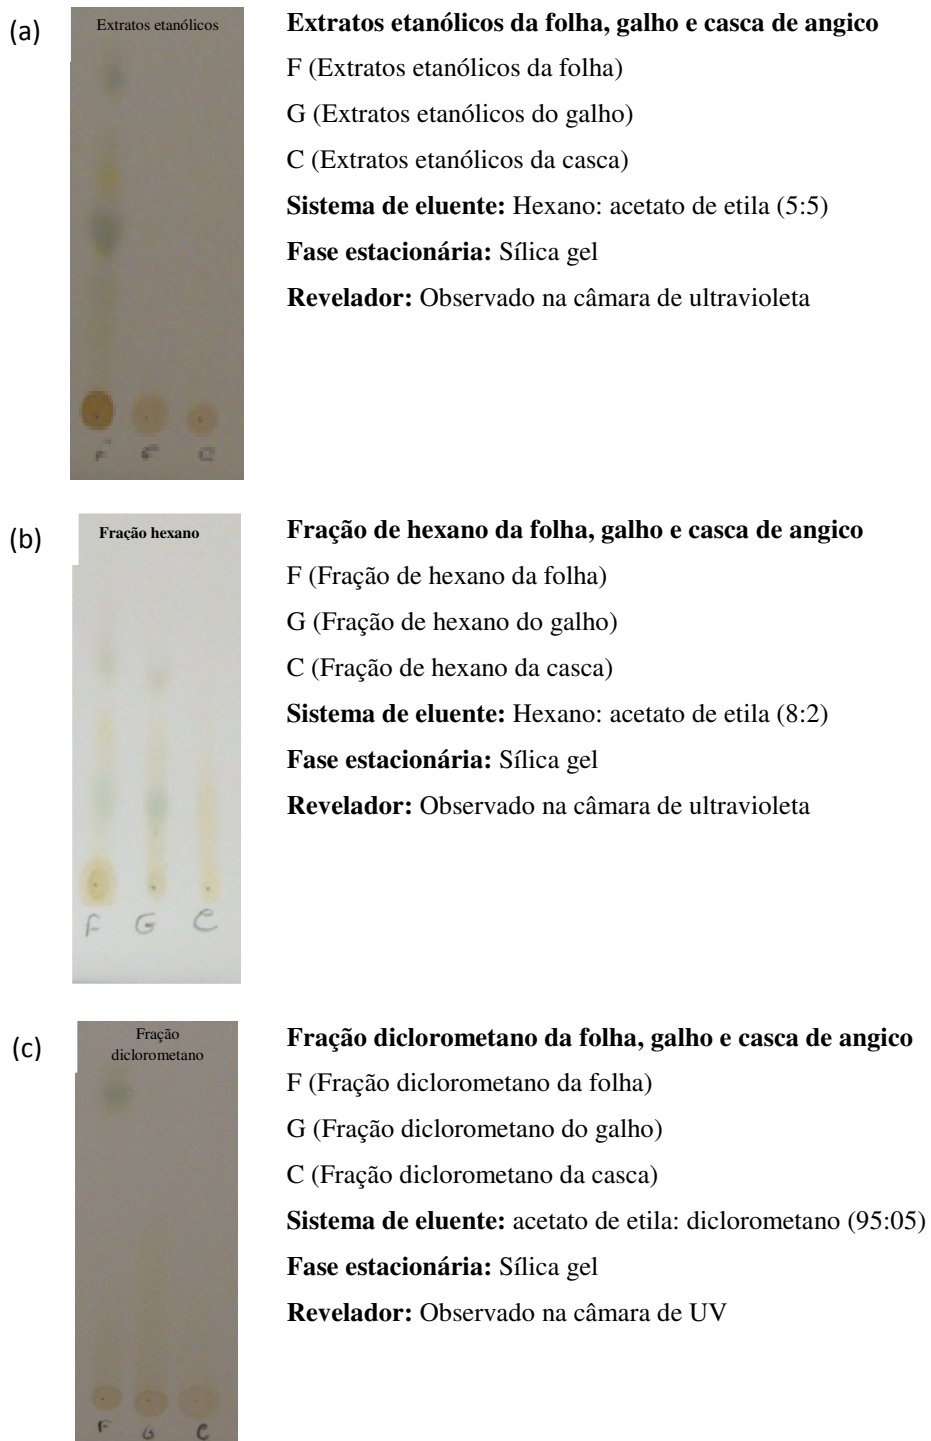 (a)
Extratos etanólicos
Extratos etanólicos da folha, galho e casca de angico
F (Extratos etanólicos da folha)
G (Extratos etanólicos do galho)
C (Extratos etanólicos da casca)
Sistema de eluente: Hexano: acetato de etila (5:5)
Fase estacionária: Sílica gel
Revelador: Observado na câmara de ultravioleta
(b)
Fração hexano
F G C
Fração de hexano da folha, galho e casca de angico
F (Fração de hexano da folha)
G (Fração de hexano do galho)
C (Fração de hexano da casca)
Sistema de eluente: Hexano: acetato de etila (8:2)
Fase estacionária: Sílica gel
Revelador: Observado na câmara de ultravioleta
(c)
Fração
diclorometano
F G C
Fração diclorometano da folha, galho e casca de angico
F (Fração diclorometano da folha)
G (Fração diclorometano do galho)
C (Fração diclorometano da casca)
Sistema de eluente: acetato de etila: diclorometano (95:05)
Fase estacionária: Sílica gel
Revelador: Observado na câmara de UV